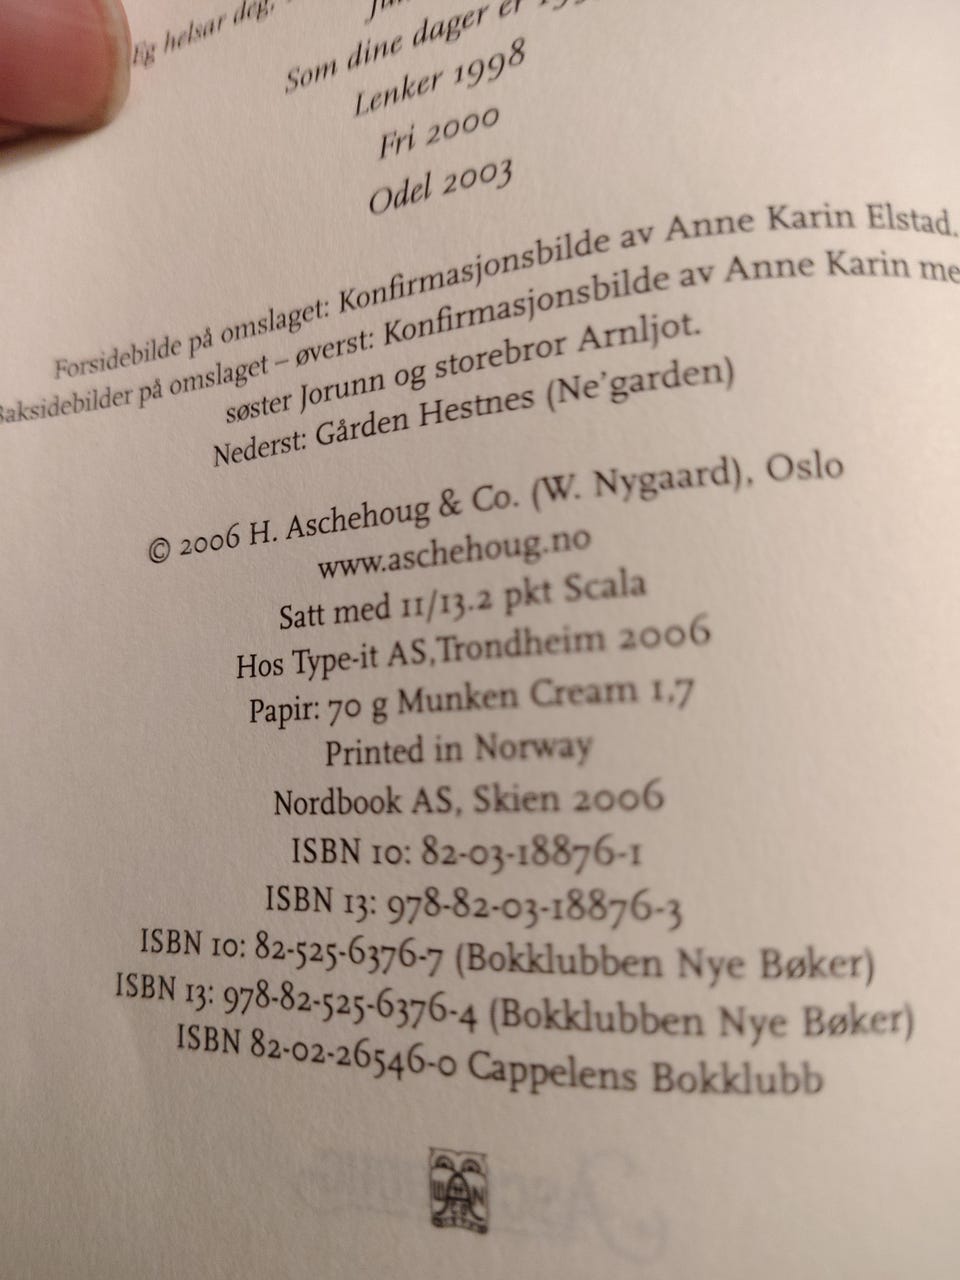 Eg helsar deg,
Som dine dager er
Lenker 1998
Fri 2000
Odel 2003
Forsidebilde på omslaget: Konfirmasjonsbilde av Anne Karin Elstad.
Baksidebilder på omslaget – øverst: Konfirmasjonsbilde av Anne Karin me
søster Jorunn og storebror Arnljot.
Nederst: Gården Hestnes (Ne'garden)
© 2006 H. Aschehoug & Co. (W. Nygaard), Oslo
www.aschehoug.no
Satt med 11/13.2 pkt Scala
Hos Type-it AS,Trondheim 2006
Papir: 70 g Munken Cream 1,7
Printed in Norway
Nordbook AS, Skien 2006
ISBN 10: 82-03-18876-1
ISBN 13: 978-82-03-18876-3
ISBN 10: 82-525-6376-7 (Bokklubben Nye Bøker)
ISBN 13: 978-82-525-6376-4 (Bokklubben Nye Bøker)
ISBN 82-02-26546-0 Cappelens Bokklubb